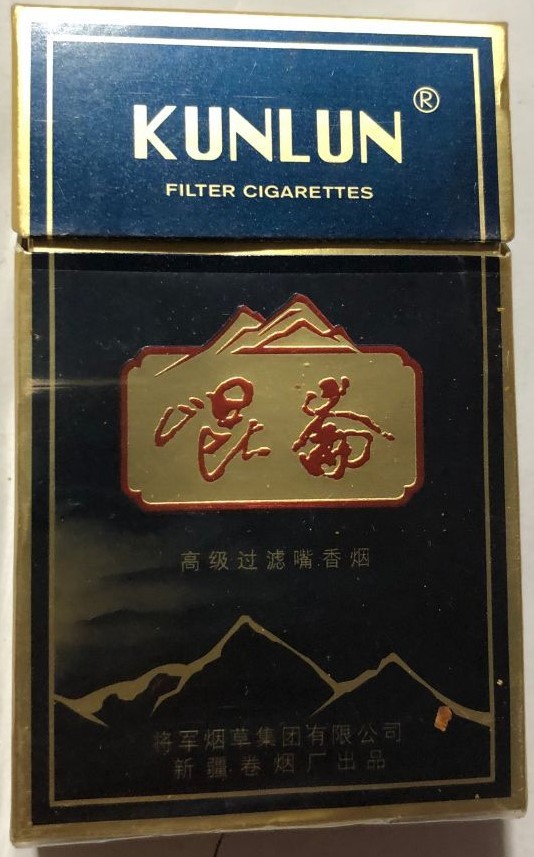 KUNLUN®
FILTER CIGARETTES
崐崙
高级过滤嘴香烟
将军烟草集团有限公司
新疆卷烟厂出品